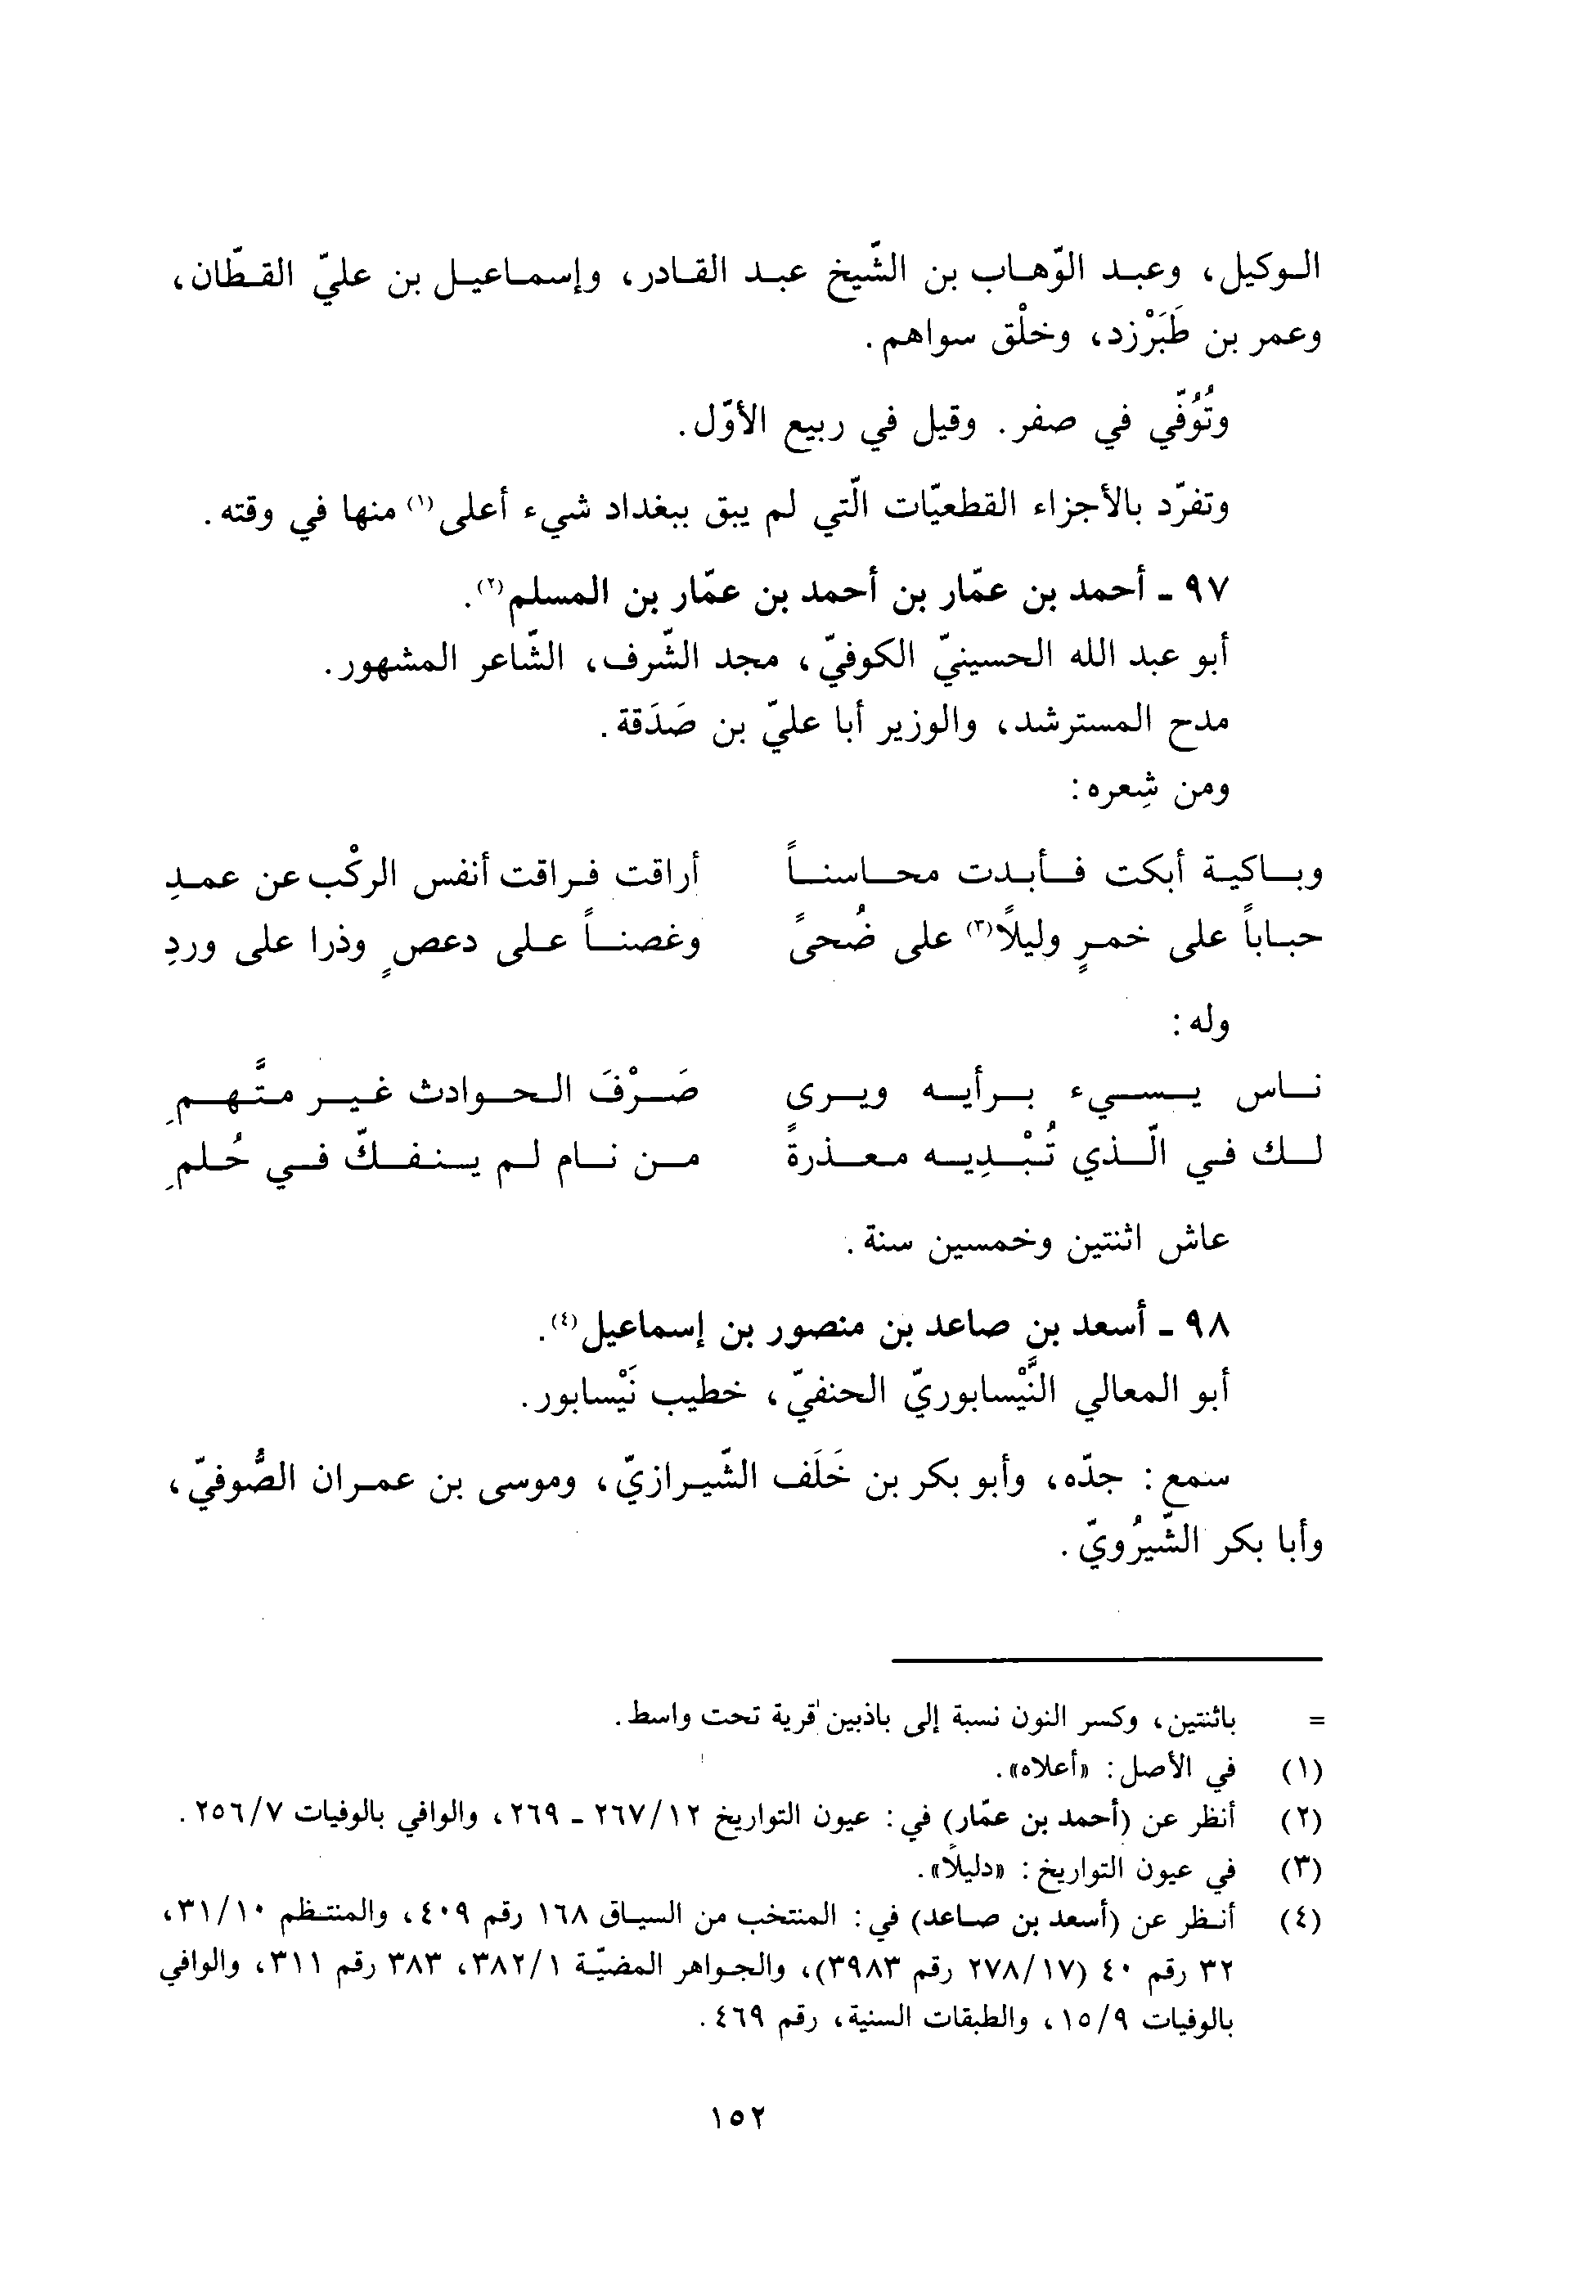 الوكيل، وعبد الوّهاب بن الشّيخ عبد القادر، وإسماعيل بن عليّ القطّان،
وعمر بن طَبَرْزد، وخلْق سواهم.
وتُوُفّي في صفر. وقيل في ربيع الأوّل.
وتفرّد بالأجزاء القطعيّات الّتي لم يبق ببغداد شيء أعلى(١) منها في وقته.
٩٧ ـ أحمد بن عمّار بن أحمد بن عمّار بن المسلم(٢).
أبو عبد الله الحسينيّ الكوفيّ، مجد الشّرف، الشّاعر المشهور.
مدح المسترشد، والوزير أبا عليّ بن صَدَقة.
ومن شِعره:
وباكية أبكت فأبدت محاسناً أراقت فراقت أنفس الركْب عن عمدِ
حباباً على خمرٍ وليلًا(٣) على ضُحىً وغصناً على دعصٍ وذرا على وردِ
وله:
ناس يسيء برأيه ويرى صَرْفَ الحوادث غير متَّهمِ
لك في الّذي تُبْدِيه معذرةً من نام لم ينفكّ في حُلمِ
عاش اثنتين وخمسين سنة.
٩٨ ـ أسعد بن صاعد بن منصور بن إسماعيل(٤).
أبو المعالي النَّيْسابوريّ الحنفيّ، خطيب نَيْسابور.
سمع: جدّه، وأبو بكر بن خَلَف الشّيرازيّ، وموسى بن عمران الصُّوفيّ،
وأبا بكر الشّيرُويّ.
= باثنتين، وكسر النون نسبة إلى باذبين قرية تحت واسط.
(١) في الأصل: «أعلاه».
(٢) أنظر عن (أحمد بن عمّار) في: عيون التواريخ ٢٦٧/١٢ ـ ٢٦٩، والوافي بالوفيات ٢٥٦/٧.
(٣) في عيون التواريخ: «دليلًا».
(٤) أنظر عن (أسعد بن صاعد) في: المنتخب من السياق ١٦٨ رقم ٤٠٩، والمنتظم ٣١/١٠،
٣٢ رقم ٤٠ (٢٧٨/١٧ رقم ٣٩٨٣)، والجواهر المضيّة ٣٨٢/١، ٣٨٣ رقم ٣١١، والوافي
بالوفيات ١٥/٩، والطبقات السنية، رقم ٤٦٩.
١٥٢